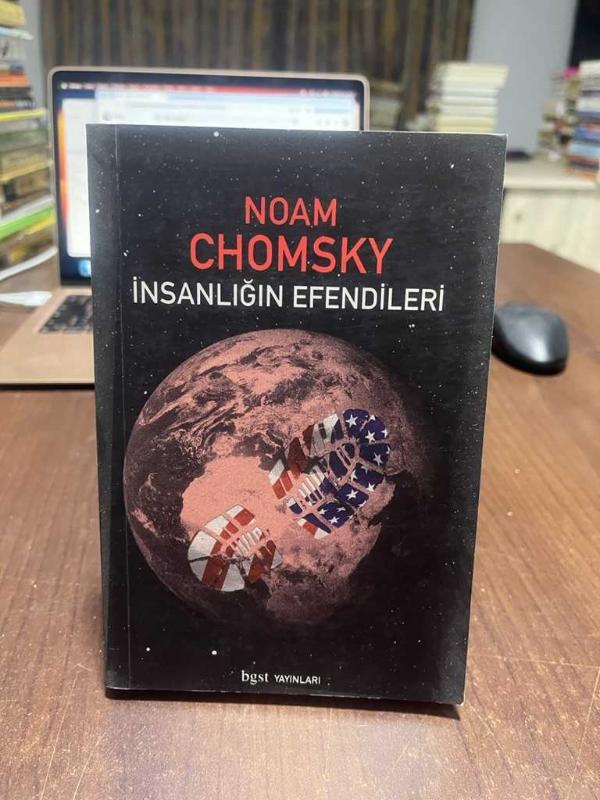 NOAM
CHOMSKY
İNSANLIĞIN EFENDİLERİ
bgst YAYINLARI